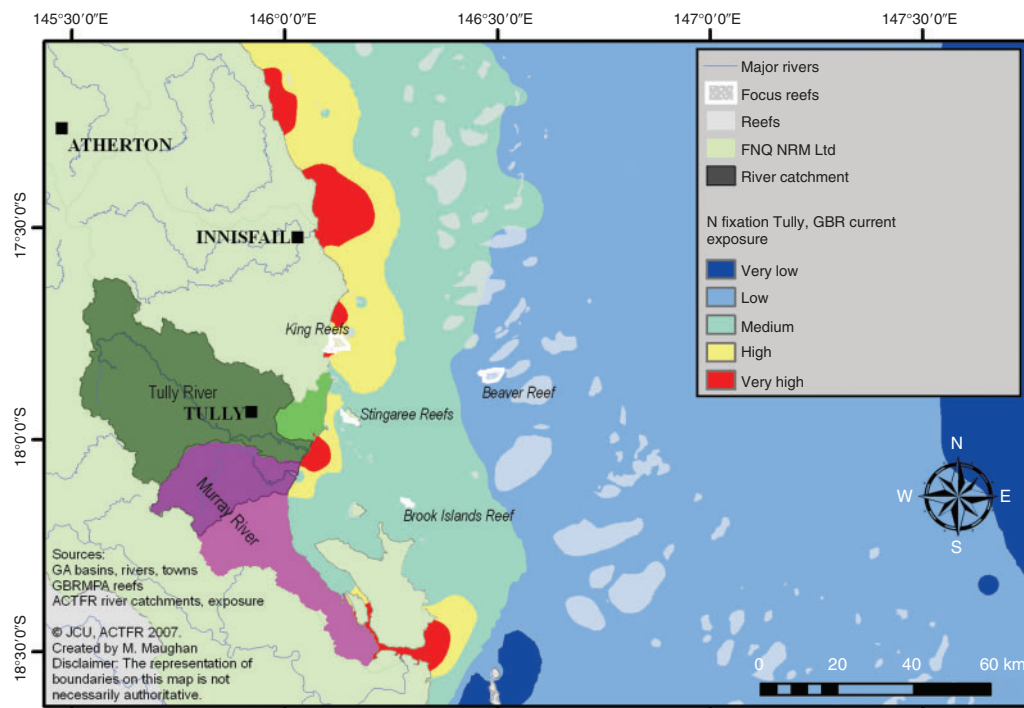 145°30'0"E
146°0'0"E
146°30'0"E
147°0'0"E
147°30'0"E
17°30'0"S
18°0'0"S
18°30'0"S
ATHERTON
INNISFAIL
King Reefs
Tully River
TULLY
Stingaree Reefs
Beaver Reef
Murray River
Brook Islands Reef
Major rivers
Focus reefs
Reefs
FNQ NRM Ltd
River catchment
N fixation Tully, GBR current
exposure
Very low
Low
Medium
High
Very high
N
W
E
S
Sources:
GA basins, rivers, towns
GBRMPA reefs
ACTFR river catchments, exposure
© JCU, ACTFR 2007.
Created by M. Maughan
Disclaimer: The representation of
boundaries on this map is not
necessarily authoritative.
0 20 40 60 km